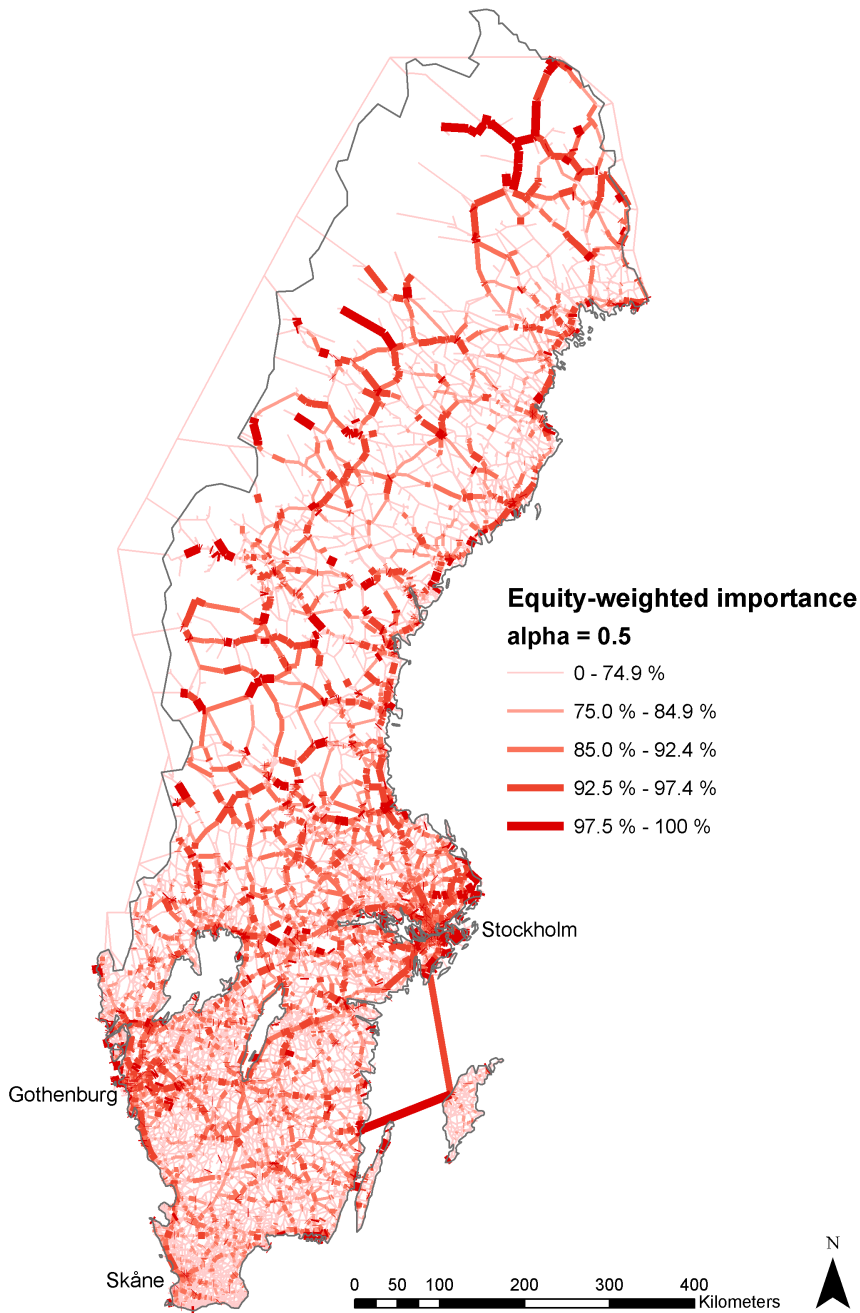 Equity-weighted importance
alpha = 0.5
0 - 74.9 %
75.0 % - 84.9 %
85.0 % - 92.4 %
92.5 % - 97.4 %
97.5 % - 100 %
Stockholm
Gothenburg
Skåne
N
0 50 100 200 300 400
Kilometers